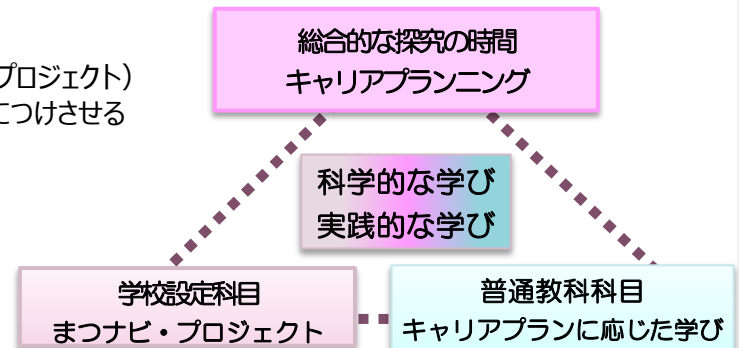 総合的な探究の時間
キャリアプランニング
プロジェクト)
につけさせる
科学的な学び
実践的な学び
学校設定科目
まつナビ・プロジェクト
普通教科科目
キャリアプランに応じた学び